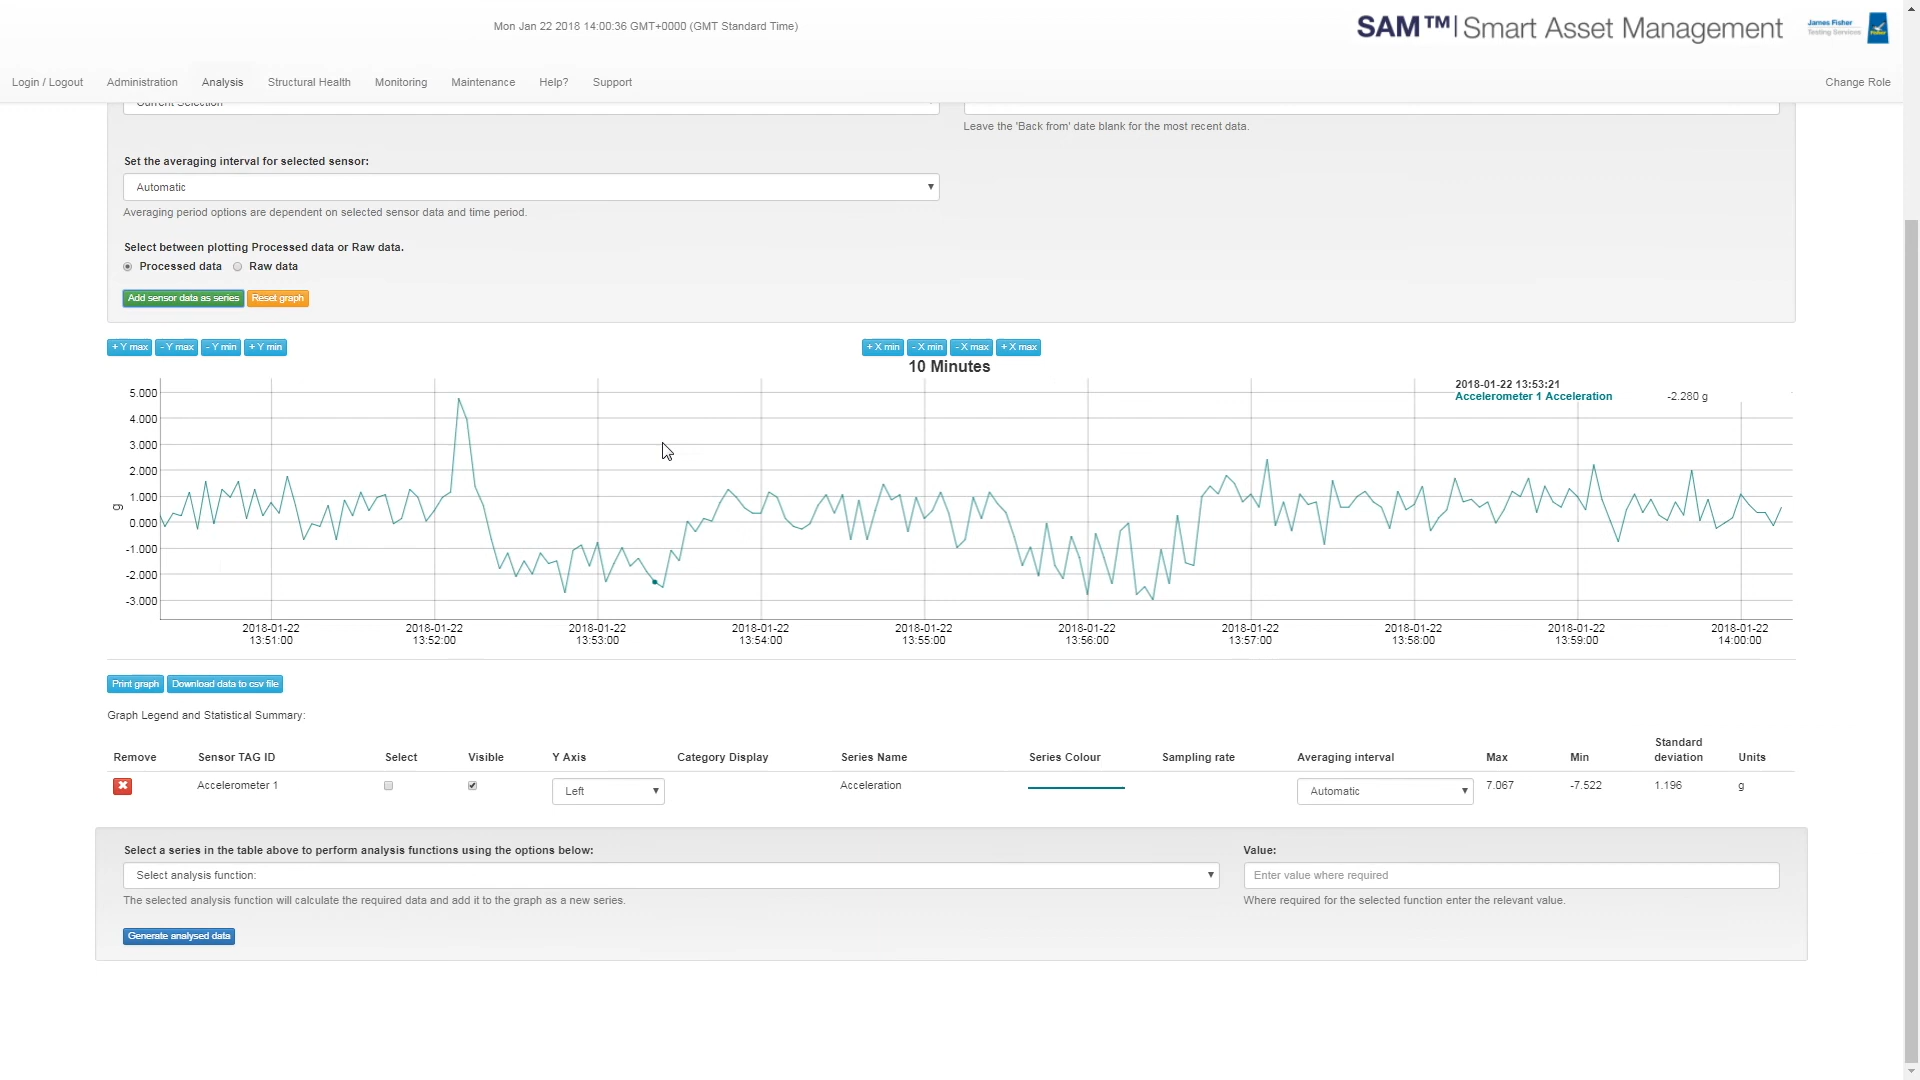 Mon Jan 22 2018 14:00:36 GMT+0000 (GMT Standard Time)
SAM™|Smart Asset Management
James Fisher
Testing Services
Login / Logout Administration Analysis Structural Health Monitoring Maintenance Help? Support Change Role
Current Selection
Leave the 'Back from' date blank for the most recent data.
Set the averaging interval for selected sensor:
Automatic
Averaging period options are dependent on selected sensor data and time period.
Select between plotting Processed data or Raw data.
Processed data Raw data
Add sensor data as series Reset graph
+ Y max - Y max - Y min + Y min + X min - X min - X max + X max
10 Minutes
2018-01-22 13:53:21
Accelerometer 1 Acceleration -2.280 g
5.000
4.000
3.000
2.000
1.000
0.000
-1.000
-2.000
-3.000
g
2018-01-22 2018-01-22 2018-01-22 2018-01-22 2018-01-22 2018-01-22 2018-01-22 2018-01-22 2018-01-22 2018-01-22
13:51:00 13:52:00 13:53:00 13:54:00 13:55:00 13:56:00 13:57:00 13:58:00 13:59:00 14:00:00
Print graph Download data to csv file
Graph Legend and Statistical Summary:
Remove Sensor TAG ID Select Visible Y Axis Category Display Series Name Series Colour Sampling rate Averaging interval Max Min Standard deviation Units
Accelerometer 1 Left Acceleration Automatic 7.067 -7.522 1.196 g
Select a series in the table above to perform analysis functions using the options below: Value:
Select analysis function: Enter value where required
The selected analysis function will calculate the required data and add it to the graph as a new series. Where required for the selected function enter the relevant value.
Generate analysed data